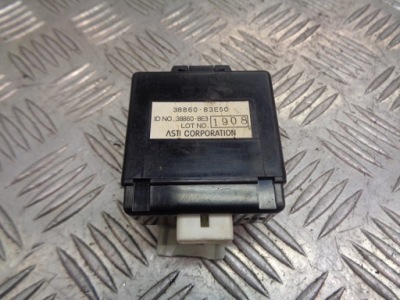 38860-83E50
ID NO. 38860-8E3
LOT NO. 1908
ASTI CORPORATION